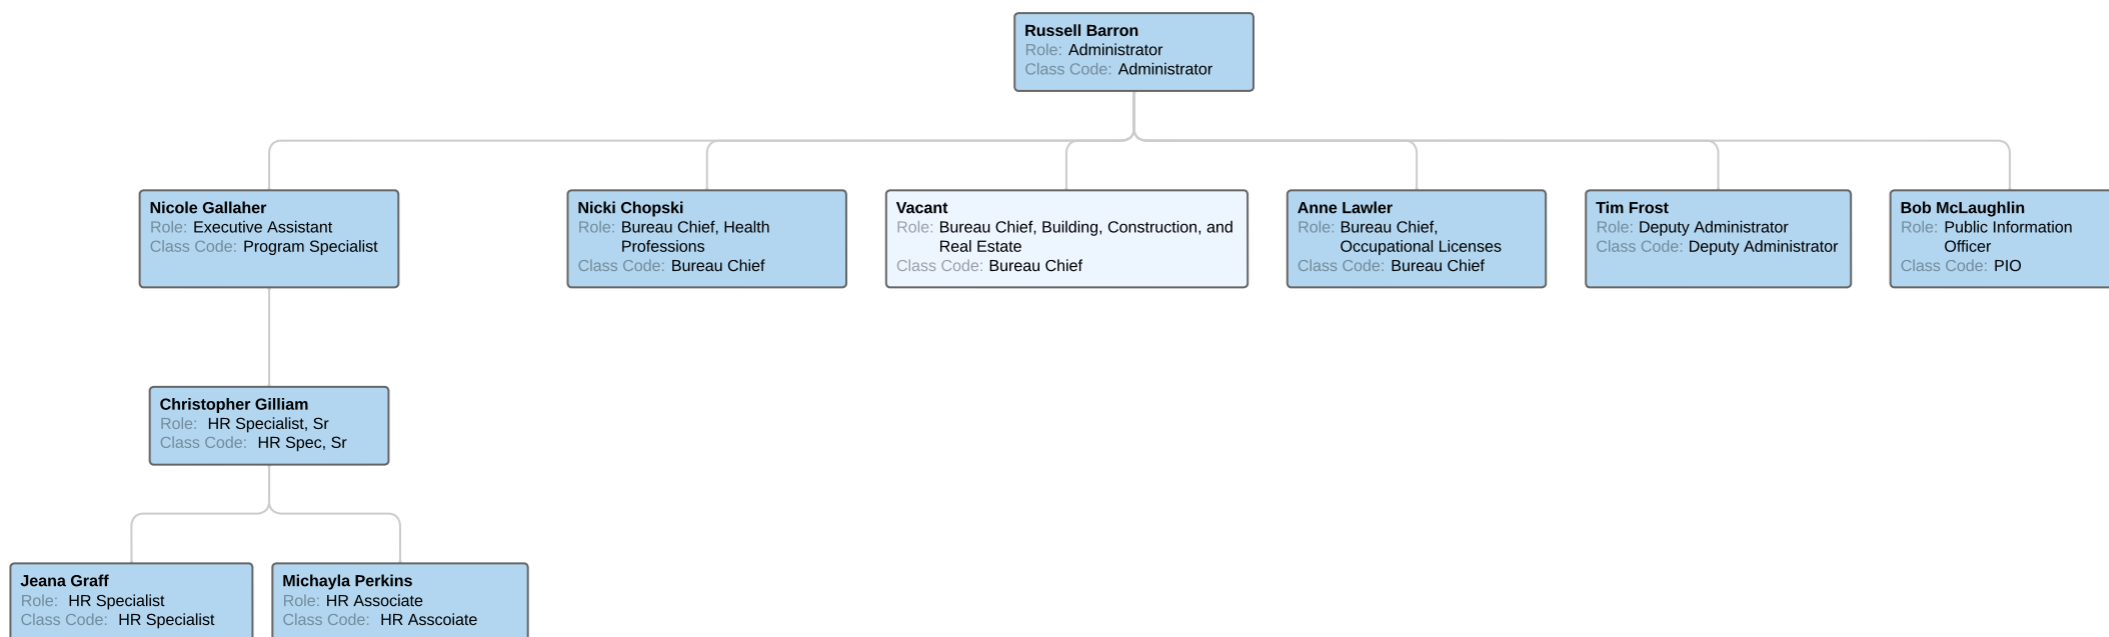 Russell Barron
Role: Administrator
Class Code: Administrator
Nicole Gallaher
Role: Executive Assistant
Class Code: Program Specialist
Nicki Chopski
Role: Bureau Chief, Health
Professions
Class Code: Bureau Chief
Vacant
Role: Bureau Chief, Building, Construction, and
Real Estate
Class Code: Bureau Chief
Anne Lawler
Role: Bureau Chief,
Occupational Licenses
Class Code: Bureau Chief
Tim Frost
Role: Deputy Administrator
Class Code: Deputy Administrator
Bob McLaughlin
Role: Public Information
Officer
Class Code: PIO
Christopher Gilliam
Role: HR Specialist, Sr
Class Code: HR Spec, Sr
Jeana Graff
Role: HR Specialist
Class Code: HR Specialist
Michayla Perkins
Role: HR Associate
Class Code: HR Asscoiate